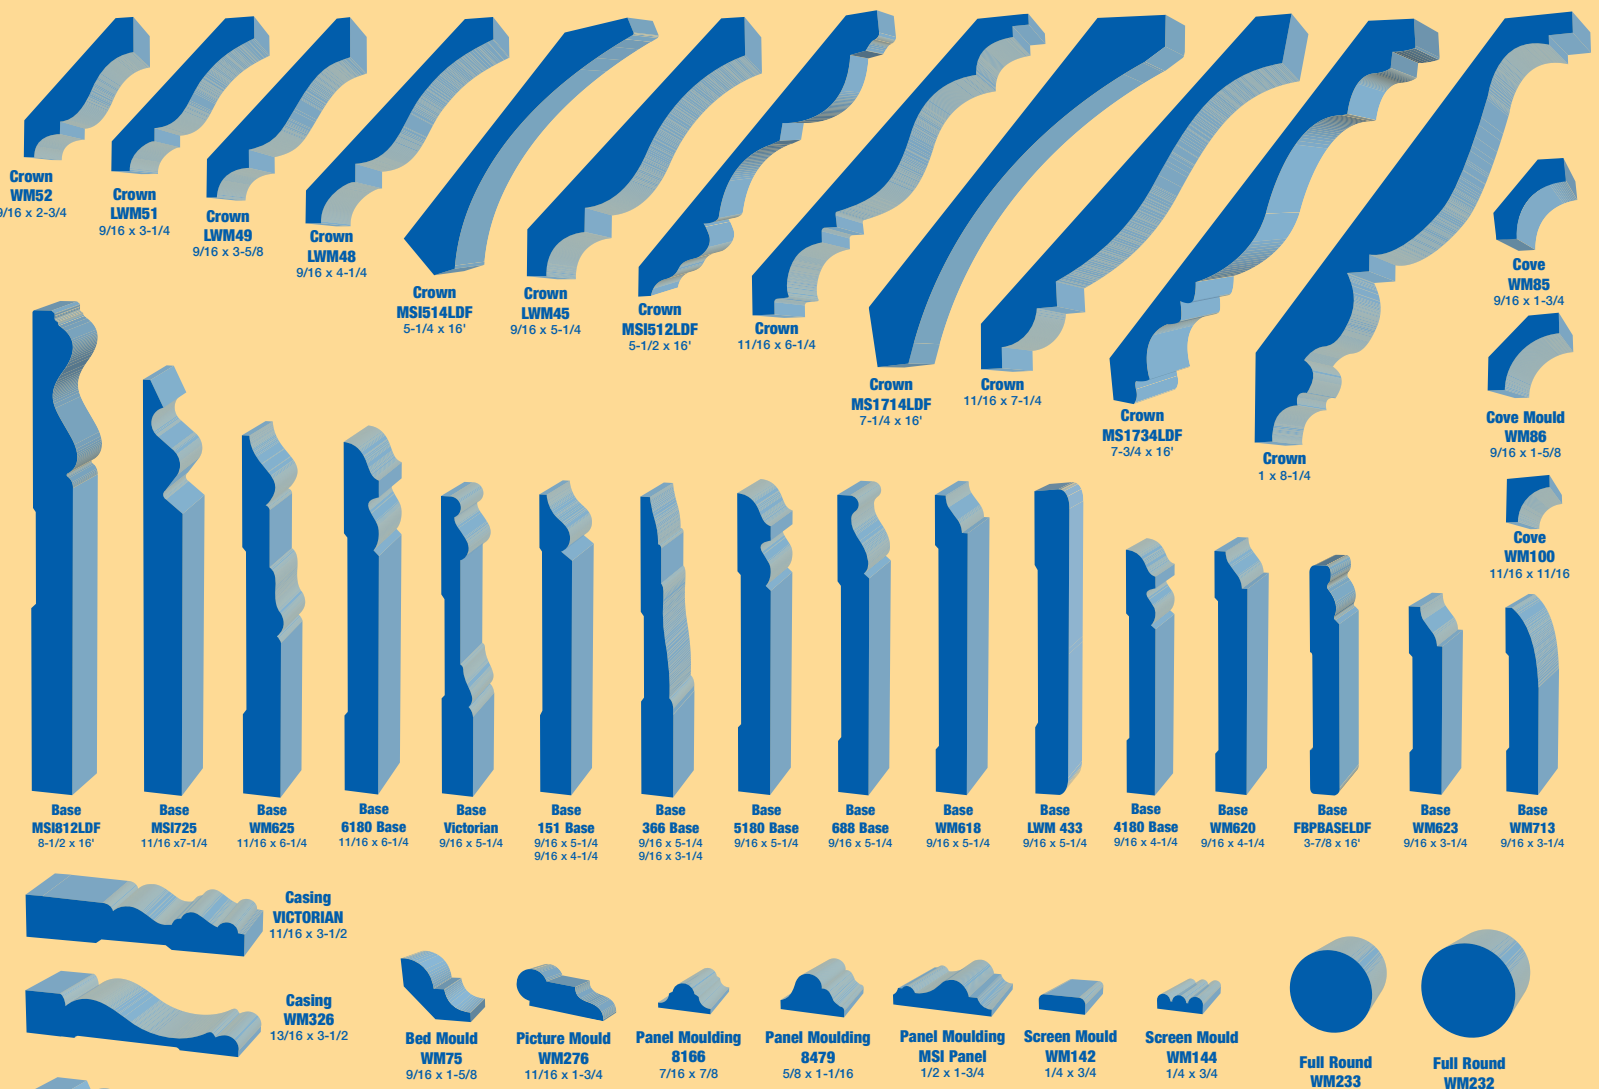 Crown
WM52
9/16 x 2-3/4
Crown
LWM51
9/16 x 3-1/4
Crown
LWM49
9/16 x 3-5/8
Crown
LWM48
9/16 x 4-1/4
Crown
MSI514LDF
5-1/4 x 16'
Crown
LWM45
9/16 x 5-1/4
Crown
MSI512LDF
5-1/2 x 16'
Crown
11/16 x 6-1/4
Crown
MS1714LDF
7-1/4 x 16'
Crown
11/16 x 7-1/4
Crown
MS1734LDF
7-3/4 x 16'
Crown
1 x 8-1/4
Cove
WM85
9/16 x 1-3/4
Cove Mould
WM86
9/16 x 1-5/8
Cove
WM100
11/16 x 11/16
Base
MSI812LDF
8-1/2 x 16'
Base
MSI725
11/16 x7-1/4
Base
WM625
11/16 x 6-1/4
Base
6180 Base
11/16 x 6-1/4
Base
Victorian
9/16 x 5-1/4
Base
151 Base
9/16 x 5-1/4
9/16 x 4-1/4
Base
366 Base
9/16 x 5-1/4
9/16 x 3-1/4
Base
5180 Base
9/16 x 5-1/4
Base
688 Base
9/16 x 5-1/4
Base
WM618
9/16 x 5-1/4
Base
LWM 433
9/16 x 5-1/4
Base
4180 Base
9/16 x 4-1/4
Base
WM620
9/16 x 4-1/4
Base
FBPBASELDF
3-7/8 x 16'
Base
WM623
9/16 x 3-1/4
Base
WM713
9/16 x 3-1/4
Casing
VICTORIAN
11/16 x 3-1/2
Casing
WM326
13/16 x 3-1/2
Bed Mould
WM75
9/16 x 1-5/8
Picture Mould
WM276
11/16 x 1-3/4
Panel Moulding
8166
7/16 x 7/8
Panel Moulding
8479
5/8 x 1-1/16
Panel Moulding
MSI Panel
1/2 x 1-3/4
Screen Mould
WM142
1/4 x 3/4
Screen Mould
WM144
1/4 x 3/4
Full Round
WM233
Full Round
WM232